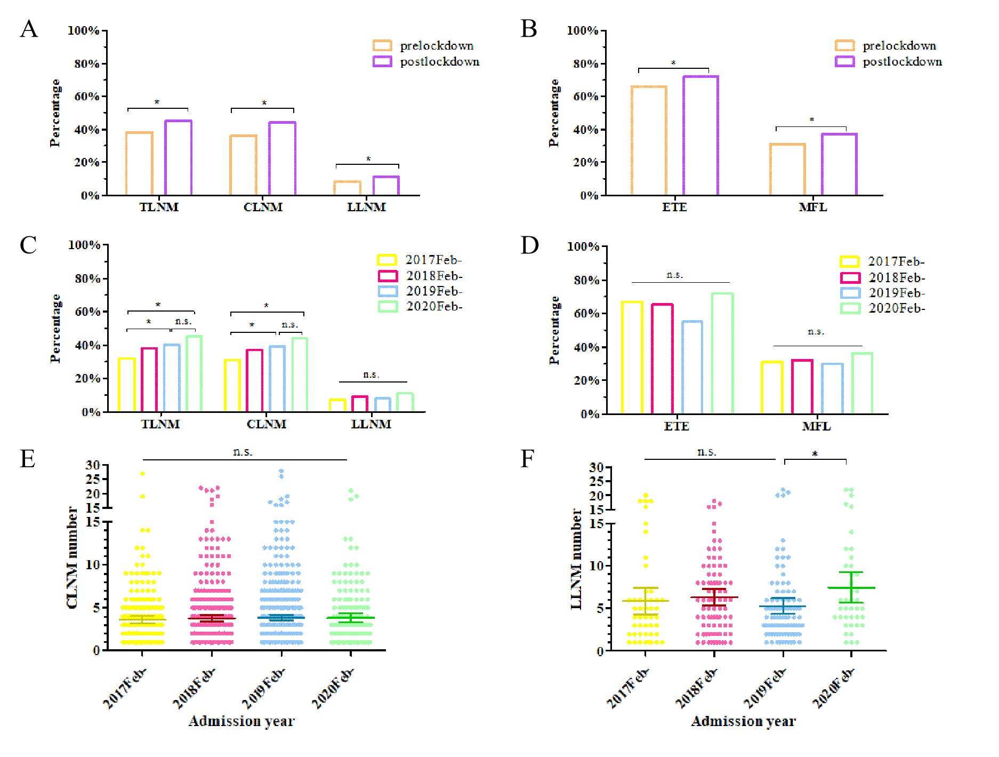 A
100%
80%
60%
40%
20%
0%
Percentage
prelockdown
postlockdown
*
*
*
TLNM CLNM LLNM
B
100%
80%
60%
40%
20%
0%
Percentage
prelockdown
postlockdown
*
*
ETE MFL
C
100%
80%
60%
40%
20%
0%
Percentage
2017Feb-
2018Feb-
2019Feb-
2020Feb-
*
* n.s.
*
* n.s.
n.s.
TLNM CLNM LLNM
D
100%
80%
60%
40%
20%
0%
Percentage
2017Feb-
2018Feb-
2019Feb-
2020Feb-
n.s.
n.s.
ETE MFL
E
n.s.
30
25
20
15
15
10
5
0
CLNM number
2017Feb- 2018Feb- 2019Feb- 2020Feb-
Admission year
F
n.s. *
30
25
20
15
15
10
5
0
LLNM number
2017Feb- 2018Feb- 2019Feb- 2020Feb-
Admission year